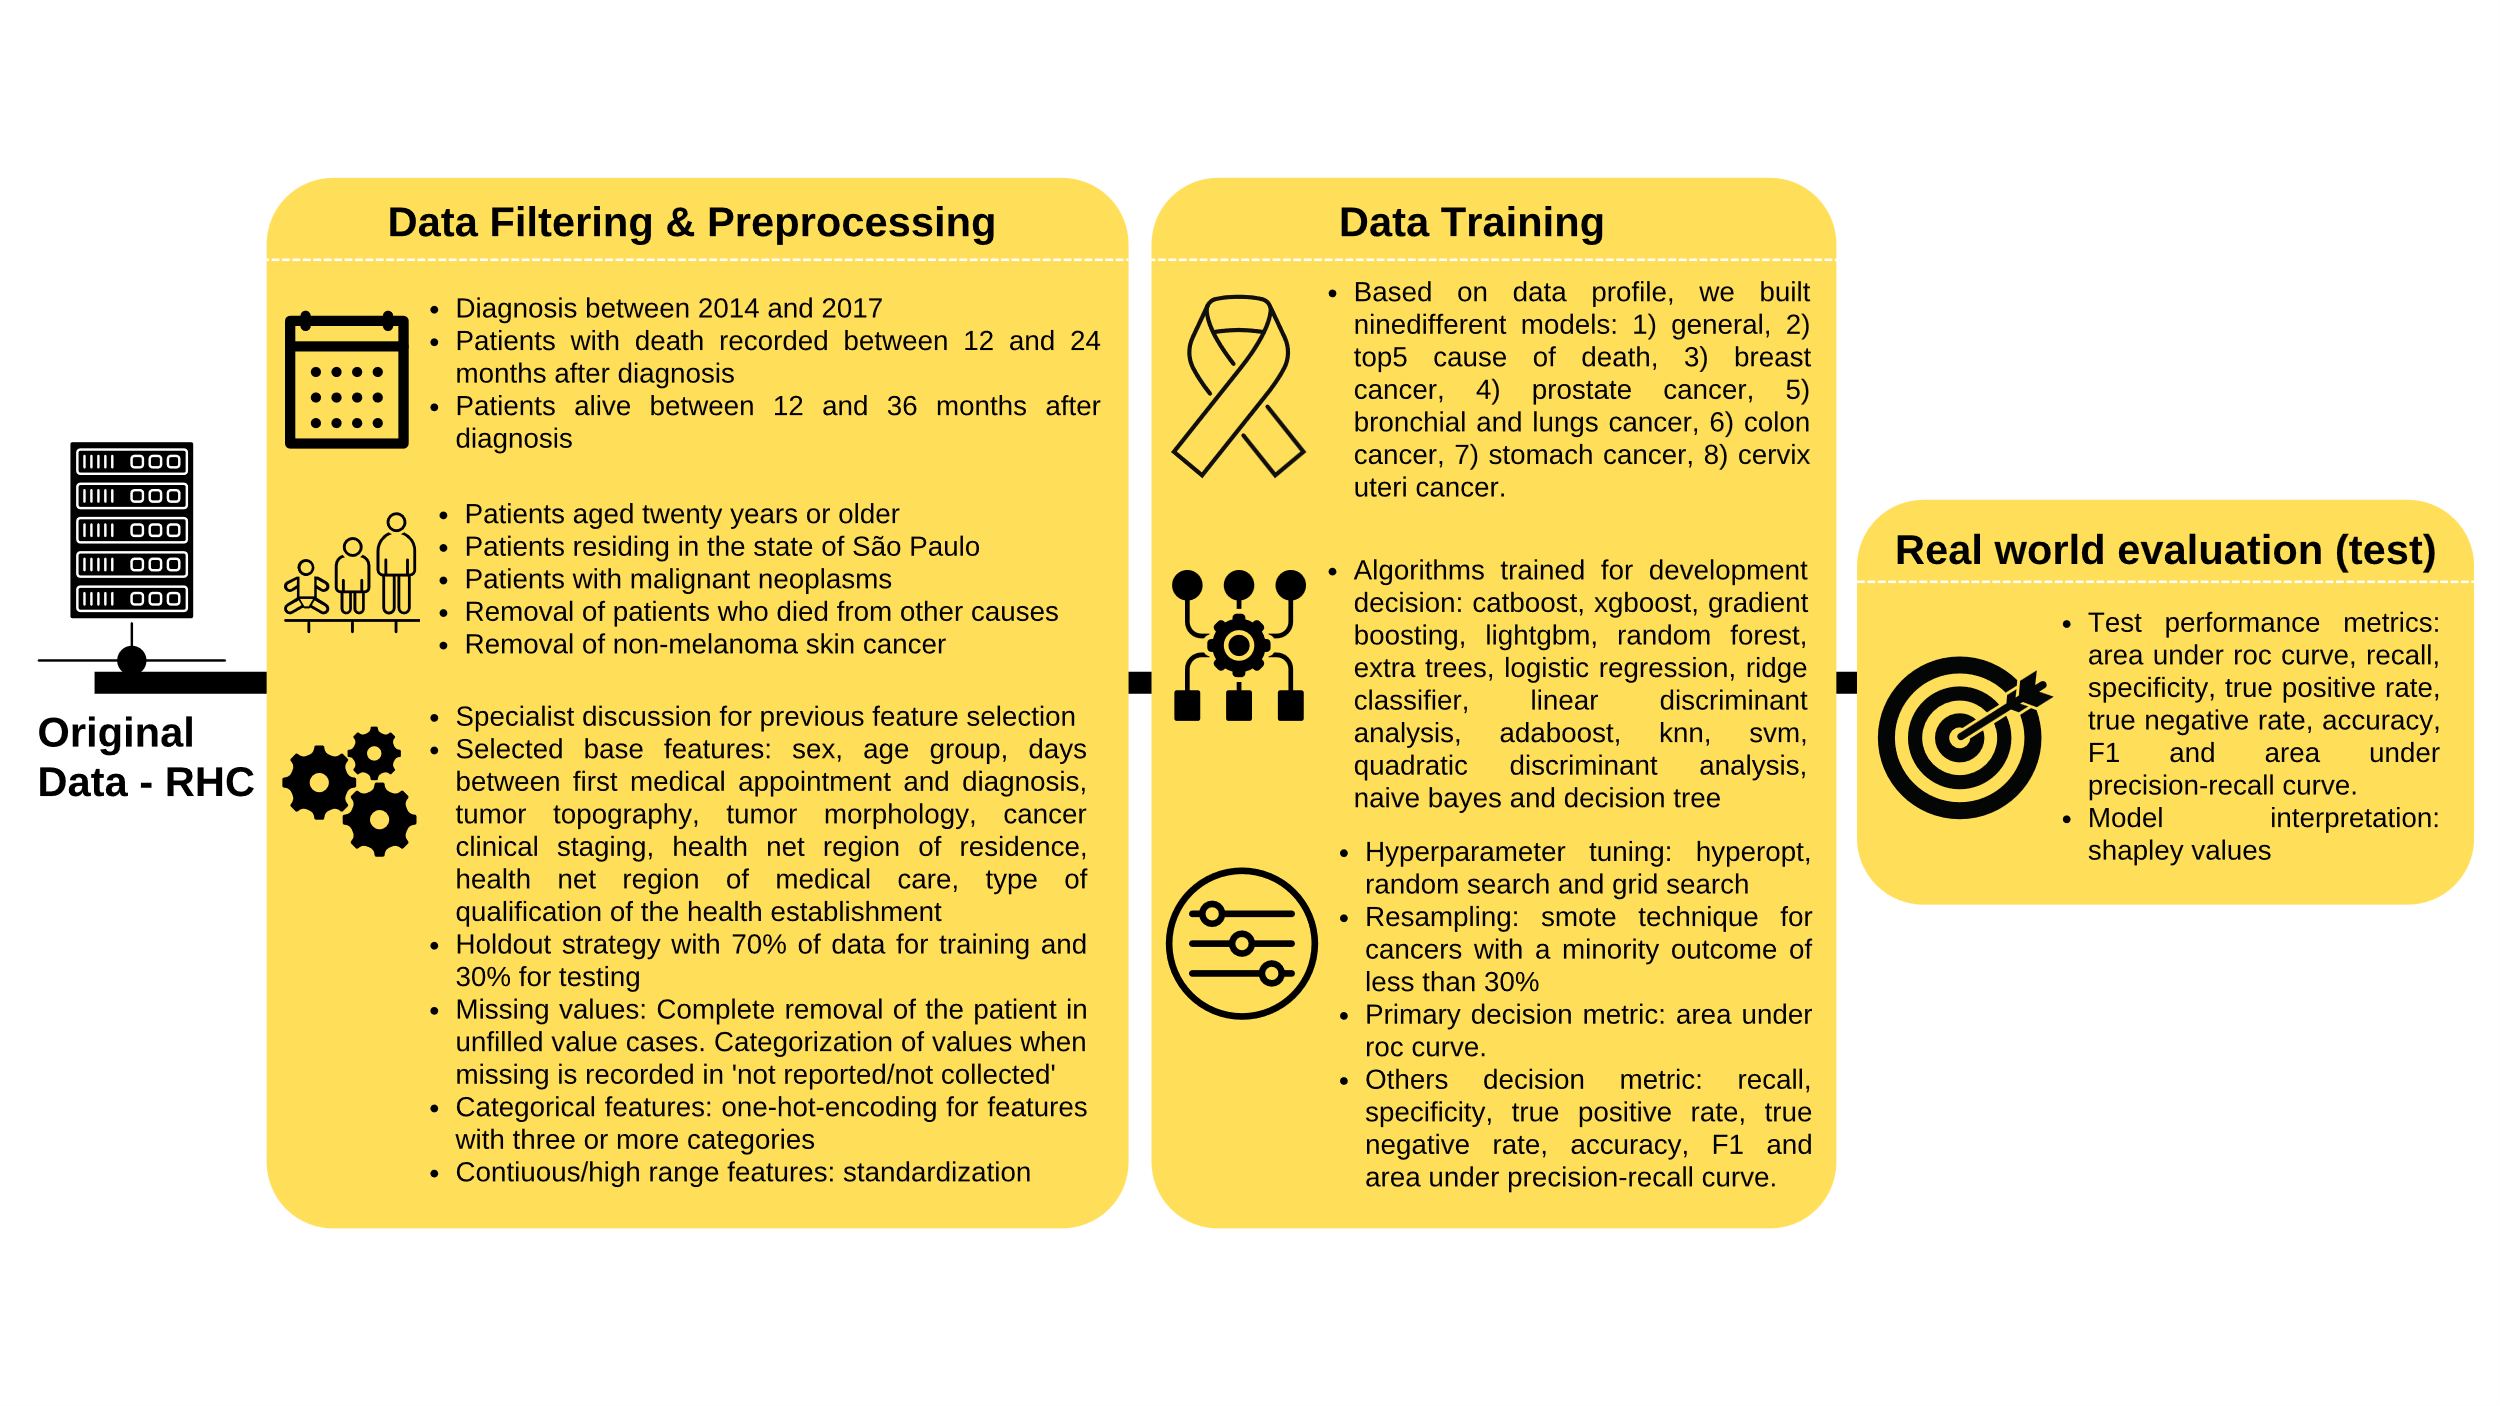 Original
Data - RHC
Data Filtering & Preprocessing
• Diagnosis between 2014 and 2017
• Patients with death recorded between 12 and 24
months after diagnosis
• Patients alive between 12 and 36 months after
diagnosis
• Patients aged twenty years or older
• Patients residing in the state of São Paulo
• Patients with malignant neoplasms
• Removal of patients who died from other causes
• Removal of non-melanoma skin cancer
• Specialist discussion for previous feature selection
• Selected base features: sex, age group, days
between first medical appointment and diagnosis,
tumor topography, tumor morphology, cancer
clinical staging, health net region of residence,
health net region of medical care, type of
qualification of the health establishment
• Holdout strategy with 70% of data for training and
30% for testing
• Missing values: Complete removal of the patient in
unfilled value cases. Categorization of values when
missing is recorded in 'not reported/not collected'
• Categorical features: one-hot-encoding for features
with three or more categories
• Contiuous/high range features: standardization
Data Training
• Based on data profile, we built
ninedifferent models: 1) general, 2)
top5 cause of death, 3) breast
cancer, 4) prostate cancer, 5)
bronchial and lungs cancer, 6) colon
cancer, 7) stomach cancer, 8) cervix
uteri cancer.
• Algorithms trained for development
decision: catboost, xgboost, gradient
boosting, lightgbm, random forest,
extra trees, logistic regression, ridge
classifier, linear discriminant
analysis, adaboost, knn, svm,
quadratic discriminant analysis,
naive bayes and decision tree
• Hyperparameter tuning: hyperopt,
random search and grid search
• Resampling: smote technique for
cancers with a minority outcome of
less than 30%
• Primary decision metric: area under
roc curve.
• Others decision metric: recall,
specificity, true positive rate, true
negative rate, accuracy, F1 and
area under precision-recall curve.
Real world evaluation (test)
• Test performance metrics:
area under roc curve, recall,
specificity, true positive rate,
true negative rate, accuracy,
F1 and area under
precision-recall curve.
• Model interpretation:
shapley values